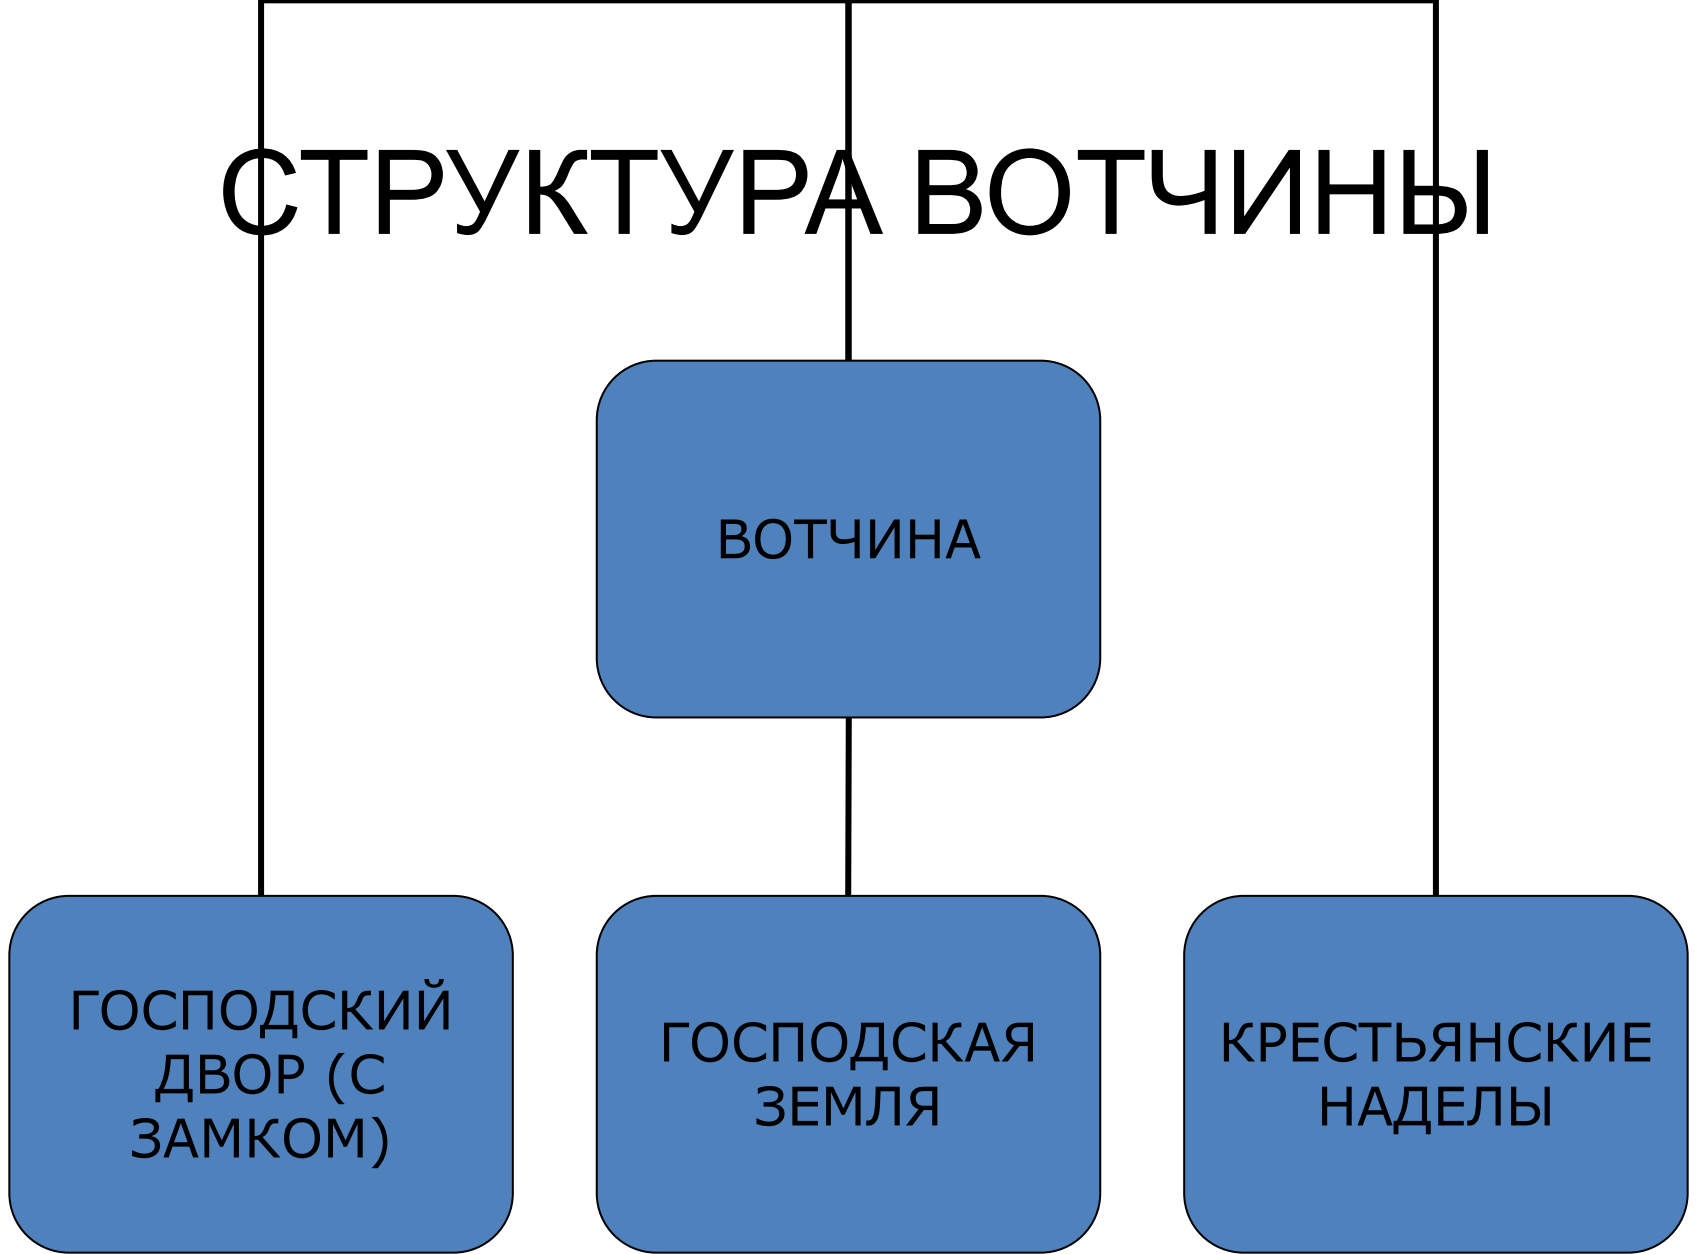 СТРУКТУРА ВОТЧИНЫ
ВОТЧИНА
ГОСПОДСКИЙ
ДВОР (С
ЗАМКОМ)
ГОСПОДСКАЯ
ЗЕМЛЯ
КРЕСТЬЯНСКИЕ
НАДЕЛЫ